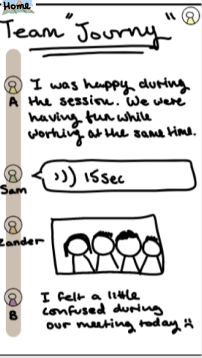 Home
Team "Journy"
A
I was happy during
the session. We were
having fun while
working at the same time.
Sam
15sec
Zander
B
I felt a little
confused during
our meeting today :(